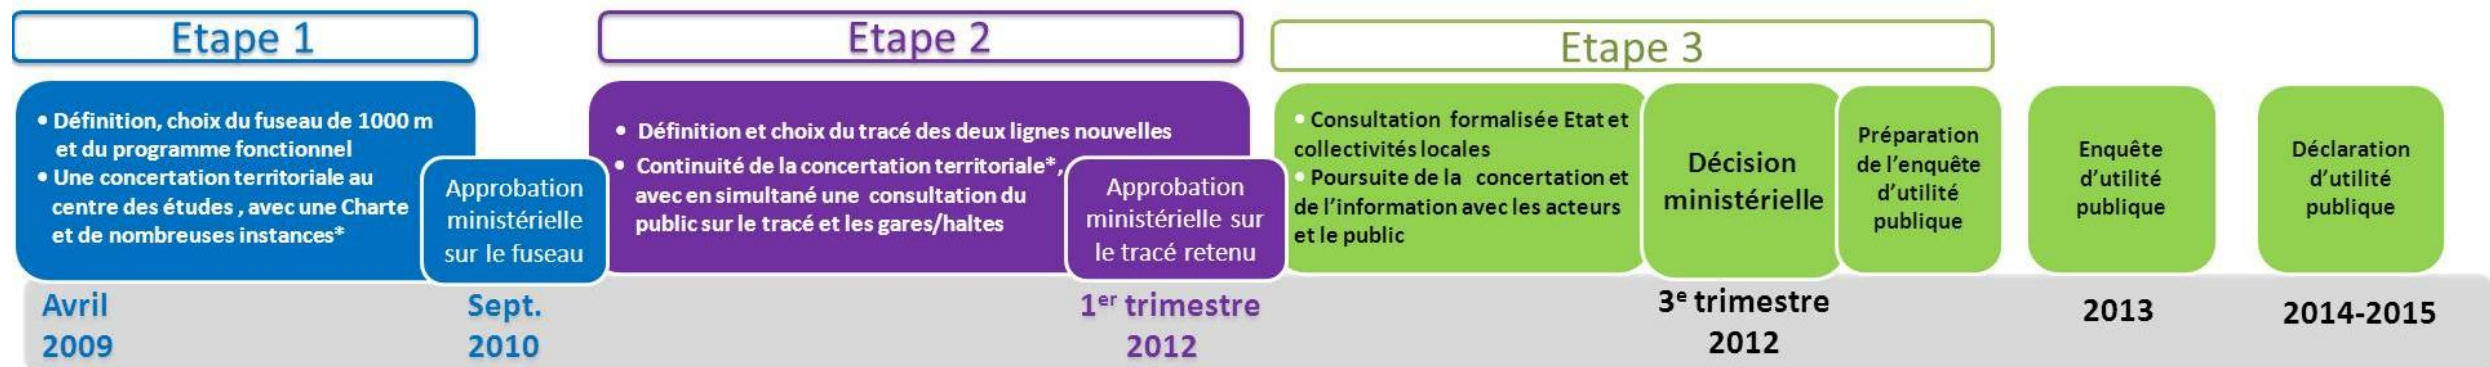 Etape 1
• Définition, choix du fuseau de 1000 m
et du programme fonctionnel
• Une concertation territoriale au
centre des études , avec une Charte
et de nombreuses instances*
Approbation
ministérielle
sur le fuseau
Etape 2
• Définition et choix du tracé des deux lignes nouvelles
• Continuité de la concertation territoriale*,
avec en simultané une consultation du
public sur le tracé et les gares/haltes
Approbation
ministérielle sur
le tracé retenu
Etape 3
• Consultation formalisée Etat et
collectivités locales
• Poursuite de la concertation et
de l'information avec les acteurs
et le public
Décision
ministérielle
Préparation
de l'enquête
d'utilité
publique
Enquête
d'utilité
publique
Déclaration
d'utilité
publique
Avril
2009
Sept.
2010
1er trimestre
2012
3e trimestre
2012
2013
2014-2015